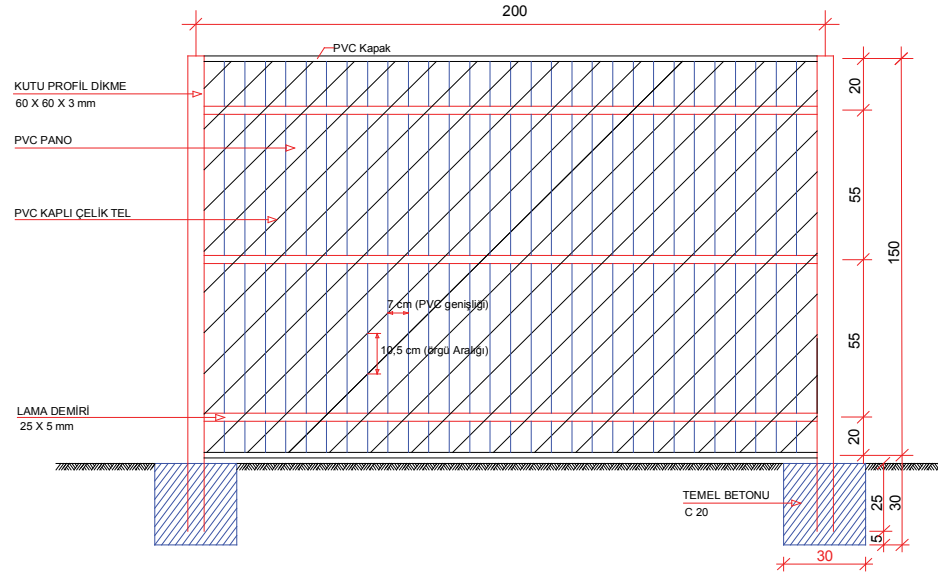 200
PVC Kapak
KUTU PROFİL DİKME
60 X 60 X 3 mm
20
PVC PANO
55
PVC KAPLI ÇELİK TEL
150
7 cm (PVC genişliği)
10,5 cm (örgü Aralığı)
55
LAMA DEMİRİ
25 X 5 mm
20
TEMEL BETONU
C 20
25
30
5
30